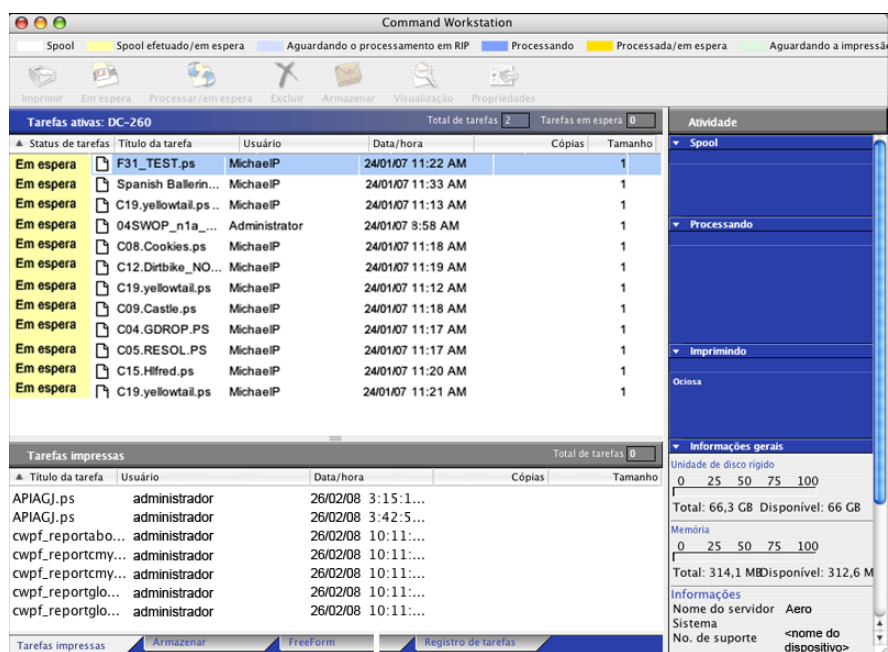 Command Workstation
Spool Spool efetuado/em espera Aguardando o processamento em RIP Processando Processada/em espera Aguardando a impressã
Imprimir Em espera Processar/em espera Excluir Armazenar Visualização Propriedades
Tarefas ativas: DC-260 Total de tarefas 2 Tarefas em espera 0
Status de tarefas Título da tarefa Usuário Data/hora Cópias Tamanho
Em espera F31_TEST.ps MichaelP 24/01/07 11:22 AM 1
Em espera Spanish Ballerin... MichaelP 24/01/07 11:33 AM 1
Em espera C19.yellowtail.ps.. MichaelP 24/01/07 11:13 AM 1
Em espera 04SWOP_n1a_... Administrator 24/01/07 8:58 AM 1
Em espera C08.Cookies.ps MichaelP 24/01/07 11:18 AM 1
Em espera C12.Dirtbike_NO... MichaelP 24/01/07 11:19 AM 1
Em espera C19.yellowtail.ps MichaelP 24/01/07 11:12 AM 1
Em espera C09.Castle.ps MichaelP 24/01/07 11:18 AM 1
Em espera C04.GDROP.PS MichaelP 24/01/07 11:17 AM 1
Em espera C05.RESOL.PS MichaelP 24/01/07 11:17 AM 1
Em espera C15.Hlfred.ps MichaelP 24/01/07 11:20 AM 1
Em espera C19.yellowtail.ps MichaelP 24/01/07 11:21 AM 1
Tarefas impressas Total de tarefas 0
Título da tarefa Usuário Data/hora Cópias Tamanho
APIAGJ.ps administrador 26/02/08 3:15:1...
APIAGJ.ps administrador 26/02/08 3:42:5...
cwpf_reportabo... administrador 26/02/08 10:11:...
cwpf_reportcmy... administrador 26/02/08 10:11:...
cwpf_reportcmy... administrador 26/02/08 10:11:...
cwpf_reportglo... administrador 26/02/08 10:11:...
cwpf_reportglo... administrador 26/02/08 10:11:...
Tarefas impressas Armazenar FreeForm Registro de tarefas
Atividade
Spool
Processando
Imprimindo
Ociosa
Informações gerais
Unidade de disco rígido
0 25 50 75 100
Total: 66,3 GB Disponível: 66 GB
Memória
0 25 50 75 100
Total: 314,1 MB Disponível: 312,6 M
Informações
Nome do servidor Aero
Sistema
No. de suporte <nome do
dispositivo>